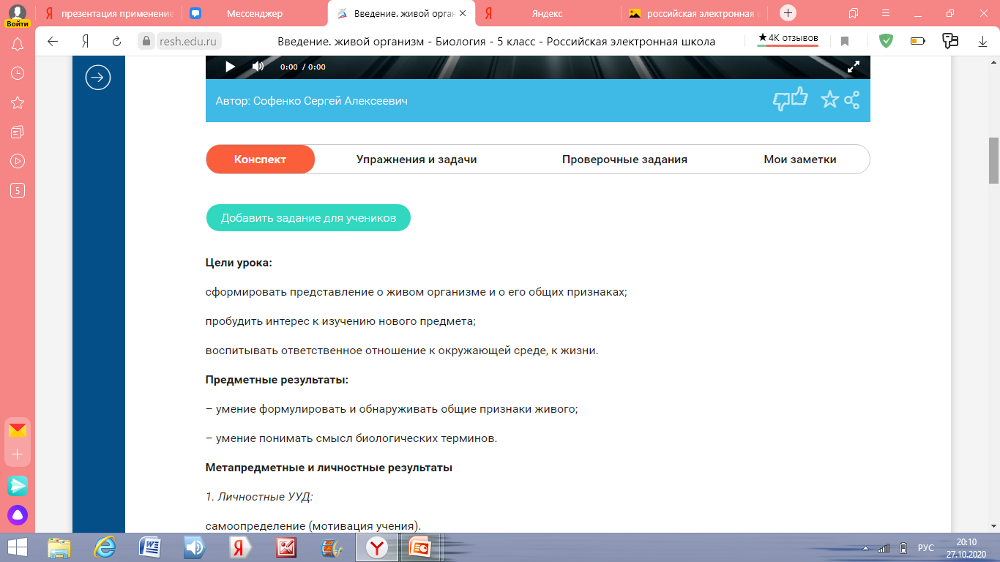 презентация применение
Мессенджер
Введение. живой орган
Яндекс
российская электронная
Войти
resh.edu.ru
Введение. живой организм - Биология - 5 класс - Российская электронная школа
★4К отзывов
0:00 / 0:00
Автор: Софенко Сергей Алексеевич
Конспект
Упражнения и задачи
Проверочные задания
Мои заметки
5
Добавить задание для учеников
Цели урока:
сформировать представление о живом организме и о его общих признаках;
пробудить интерес к изучению нового предмета;
воспитывать ответственное отношение к окружающей среде, к жизни.
Предметные результаты:
– умение формулировать и обнаруживать общие признаки живого;
– умение понимать смысл биологических терминов.
Метапредметные и личностные результаты
1. Личностные УУД:
самоопределение (мотивация учения).
РУС
20:10
27.10.2020